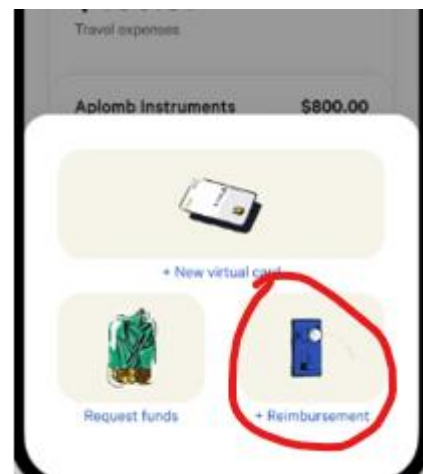 Travel expenses
Aplomb Instruments $800.00
+ New virtual card
Request funds + Reimbursement